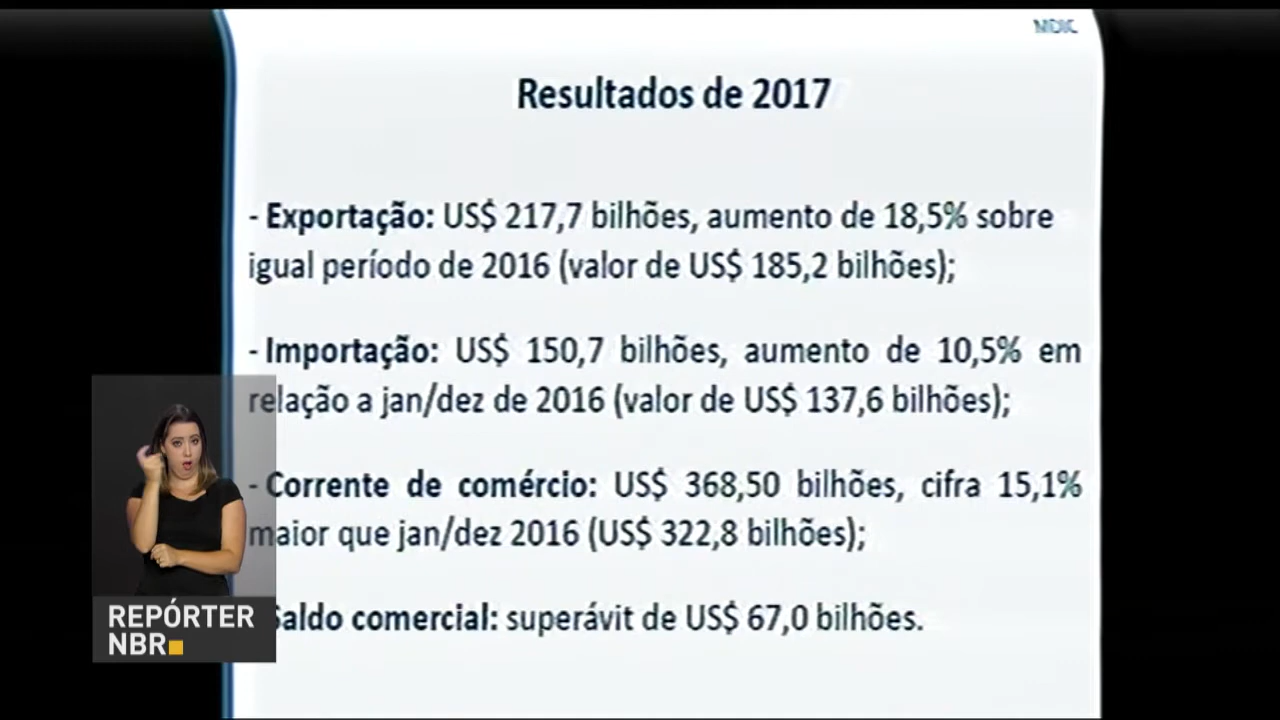 MDIC
Resultados de 2017
- Exportação: US$ 217,7 bilhões, aumento de 18,5% sobre
igual período de 2016 (valor de US$ 185,2 bilhões);
- Importação: US$ 150,7 bilhões, aumento de 10,5% em
relação a jan/dez de 2016 (valor de US$ 137,6 bilhões);
- Corrente de comércio: US$ 368,50 bilhões, cifra 15,1%
maior que jan/dez 2016 (US$ 322,8 bilhões);
Saldo comercial: superávit de US$ 67,0 bilhões.
REPÓRTER
NBR